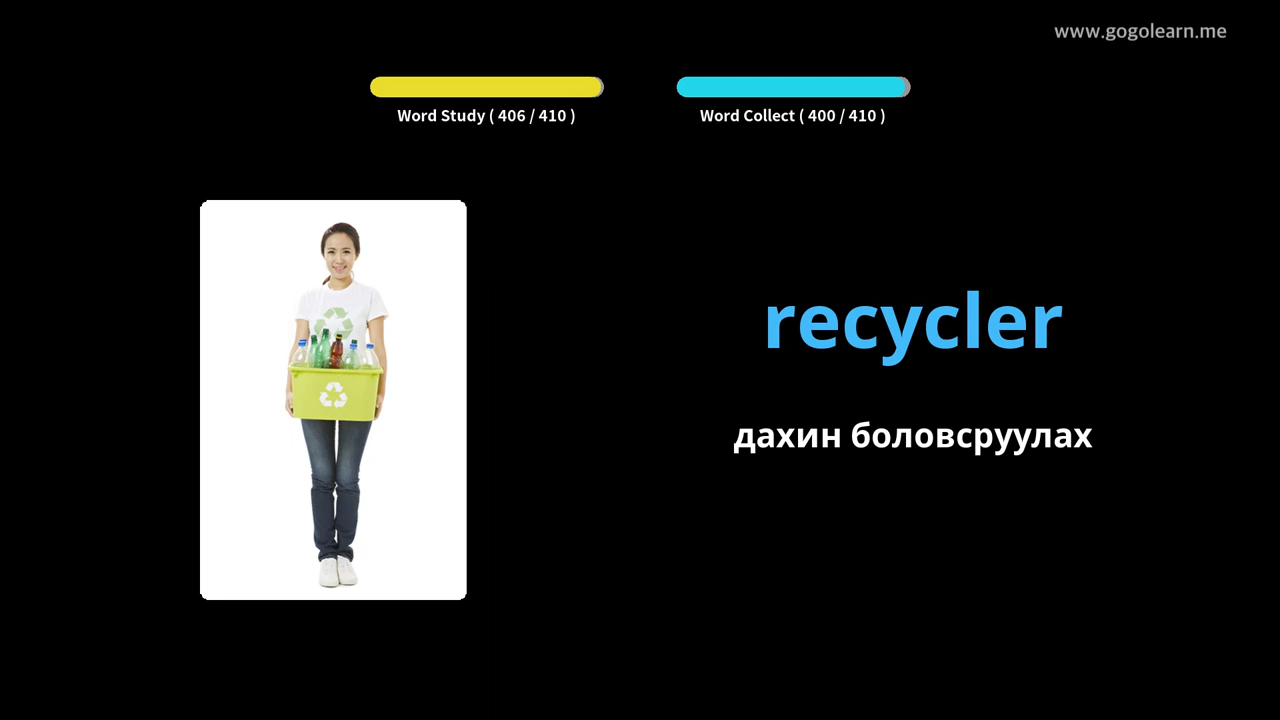 www.gogolearn.me
Word Study ( 406 / 410 )
Word Collect ( 400 / 410 )
recycler
дахин боловсруулах